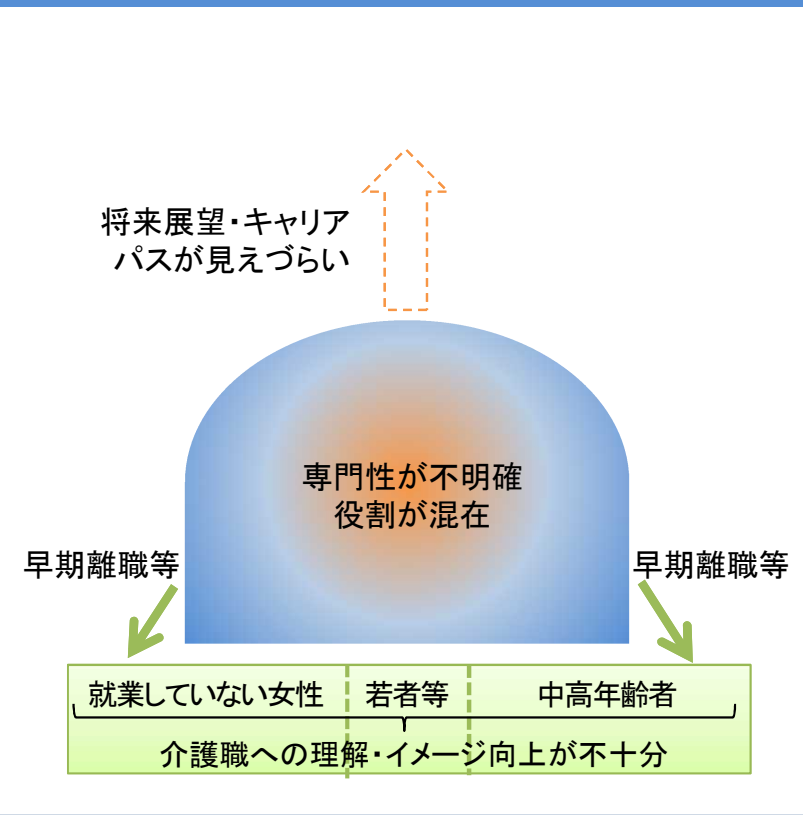 将来展望・キャリア
パスが見えづらい
専門性が不明確
役割が混在
早期離職等
早期離職等
就業していない女性
若者等
中高年齢者
介護職への理解・イメージ向上が不十分